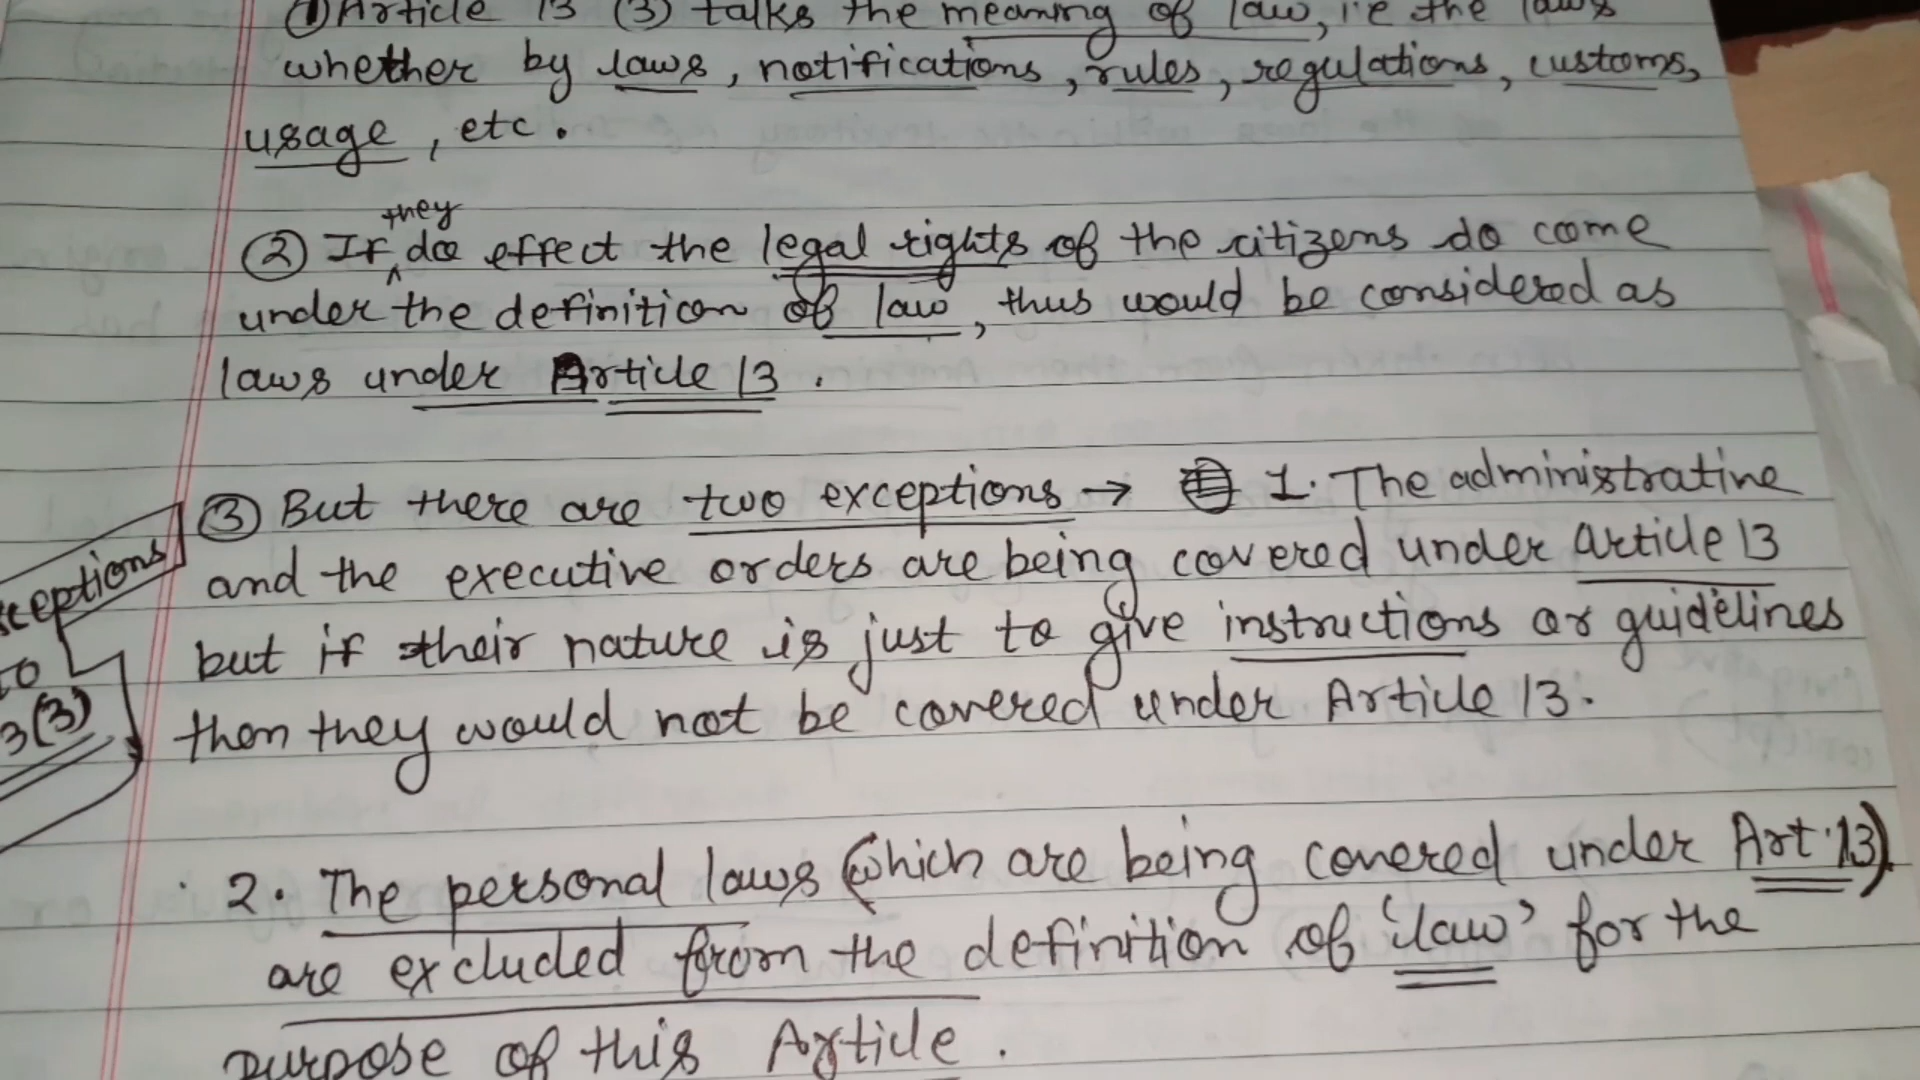 ① Article 13 (3) talks the meaning of law, i.e the laws
whether by laws, notifications, rules, regulations, customs,
usage, etc.
they
② If do effect the legal rights of the citizens do come
under the definition of law, thus would be considered as
laws under Article 13.
③ But there are two exceptions → 1. The administrative
and the executive orders are being covered under article 13
but if their nature is just to give instructions or guidelines
then they would not be covered under Article 13.
ceptions
to
3(3)
2. The personal laws (which are being covered under Art. 13)
are excluded from the definition of 'law' for the
purpose of this Article.